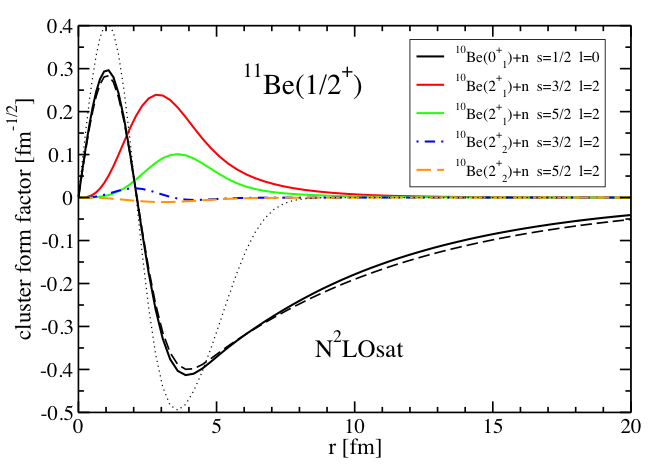 0.4
0.3
0.2
0.1
0
-0.1
-0.2
-0.3
-0.4
-0.5
cluster form factor [fm^-1/2]
¹¹Be(1/2⁺)
¹⁰Be(0⁺₁)+n s=1/2 l=0
¹⁰Be(2⁺₁)+n s=3/2 l=2
¹⁰Be(2⁺₁)+n s=5/2 l=2
¹⁰Be(2⁺₂)+n s=3/2 l=2
¹⁰Be(2⁺₂)+n s=5/2 l=2
N²LOsat
0 5 10 15 20
r [fm]